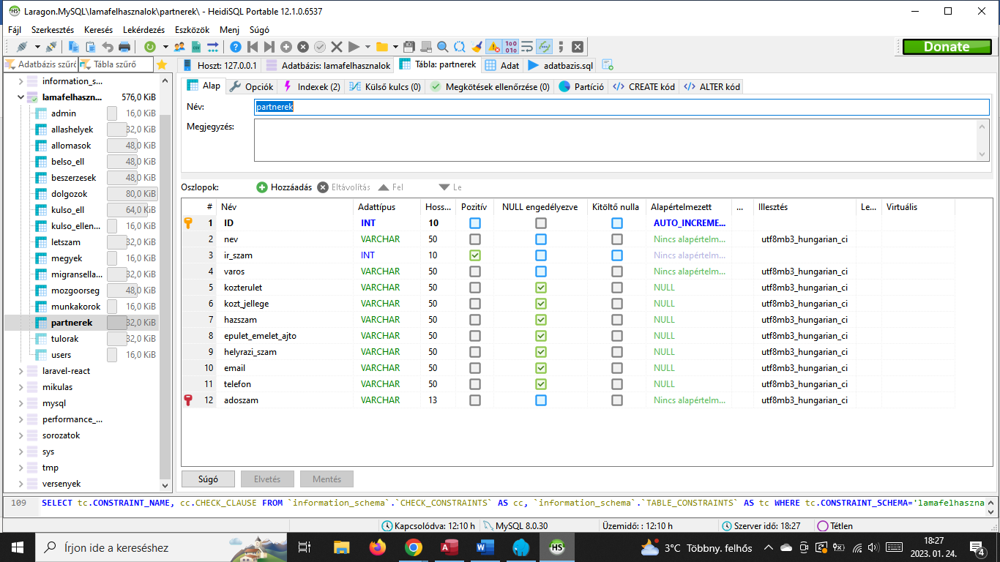 Laragon.MySQL\lamafelhasznalok\partnerek\ - HeidiSQL Portable 12.1.0.6537
Fájl Szerkesztés Keresés Lekérdezés Eszközök Menj Súgó
Donate
Adatbázis szűrő Tábla szűrő
Hoszt: 127.0.0.1 Adatbázis: lamafelhasznalok Tábla: partnerek Adat adatbazis.sql
information_s...
lamafelhaszn... 576,0 KiB
admin 16,0 KiB
allashelyek 32,0 KiB
allomasok 48,0 KiB
belso_ell 48,0 KiB
beszerzesek 48,0 KiB
dolgozok 80,0 KiB
kulso_ell 64,0 KiB
kulso_ellen... 16,0 KiB
letszam 32,0 KiB
megyek 16,0 KiB
migransella... 32,0 KiB
mozgoorseg 48,0 KiB
munkakorok 16,0 KiB
partnerek 32,0 KiB
tulorak 32,0 KiB
users 16,0 KiB
laravel-react
mikulas
mysql
performance_...
sorozatok
sys
tmp
versenyek
Alap Opciók Indexek (2) Külső kulcs (0) Megkötések ellenőrzése (0) Partíció CREATE kód ALTER kód
Név: partnerek
Megjegyzés:
Oszlopok: Hozzáadás Eltávolítás Fel Le
# Név Adattípus Hoss... Pozitív NULL engedélyezve Kitöltő nulla Alapértelmezett ... Illesztés Le... Virtuális
1 ID INT 10 AUTO_INCREME...
2 nev VARCHAR 50 Nincs alapértelm... utf8mb3_hungarian_ci
3 ir_szam INT 10 Nincs alapértelm...
4 varos VARCHAR 50 Nincs alapértelm... utf8mb3_hungarian_ci
5 kozterulet VARCHAR 50 NULL utf8mb3_hungarian_ci
6 kozt_jellege VARCHAR 50 NULL utf8mb3_hungarian_ci
7 hazszam VARCHAR 50 NULL utf8mb3_hungarian_ci
8 epulet_emelet_ajto VARCHAR 50 NULL utf8mb3_hungarian_ci
9 helyrazi_szam VARCHAR 50 NULL utf8mb3_hungarian_ci
10 email VARCHAR 50 NULL utf8mb3_hungarian_ci
11 telefon VARCHAR 50 NULL utf8mb3_hungarian_ci
12 adoszam VARCHAR 13 Nincs alapértelm... utf8mb3_hungarian_ci
Súgó Elvetés Mentés
109 SELECT tc.CONSTRAINT_NAME, cc.CHECK_CLAUSE FROM `information_schema`.`CHECK_CONSTRAINTS` AS cc, `information_schema`.`TABLE_CONSTRAINTS` AS tc WHERE tc.CONSTRAINT_SCHEMA='lamafelhaszna
Kapcsolódva: 12:10 h MySQL 8.0.30 Üzemidő: : 12:10 h Szerver idő: 18:27 Tétlen
Írjon ide a kereséshez
3°C Többny. felhős
18:27
2023. 01. 24.
4